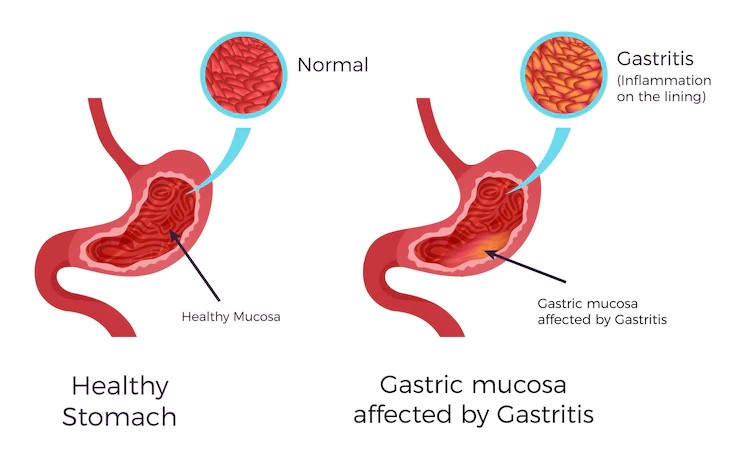 Normal
Gastritis
(Inflammation
on the lining)
Healthy Mucosa
Gastric mucosa
affected by Gastritis
Healthy
Stomach
Gastric mucosa
affected by Gastritis